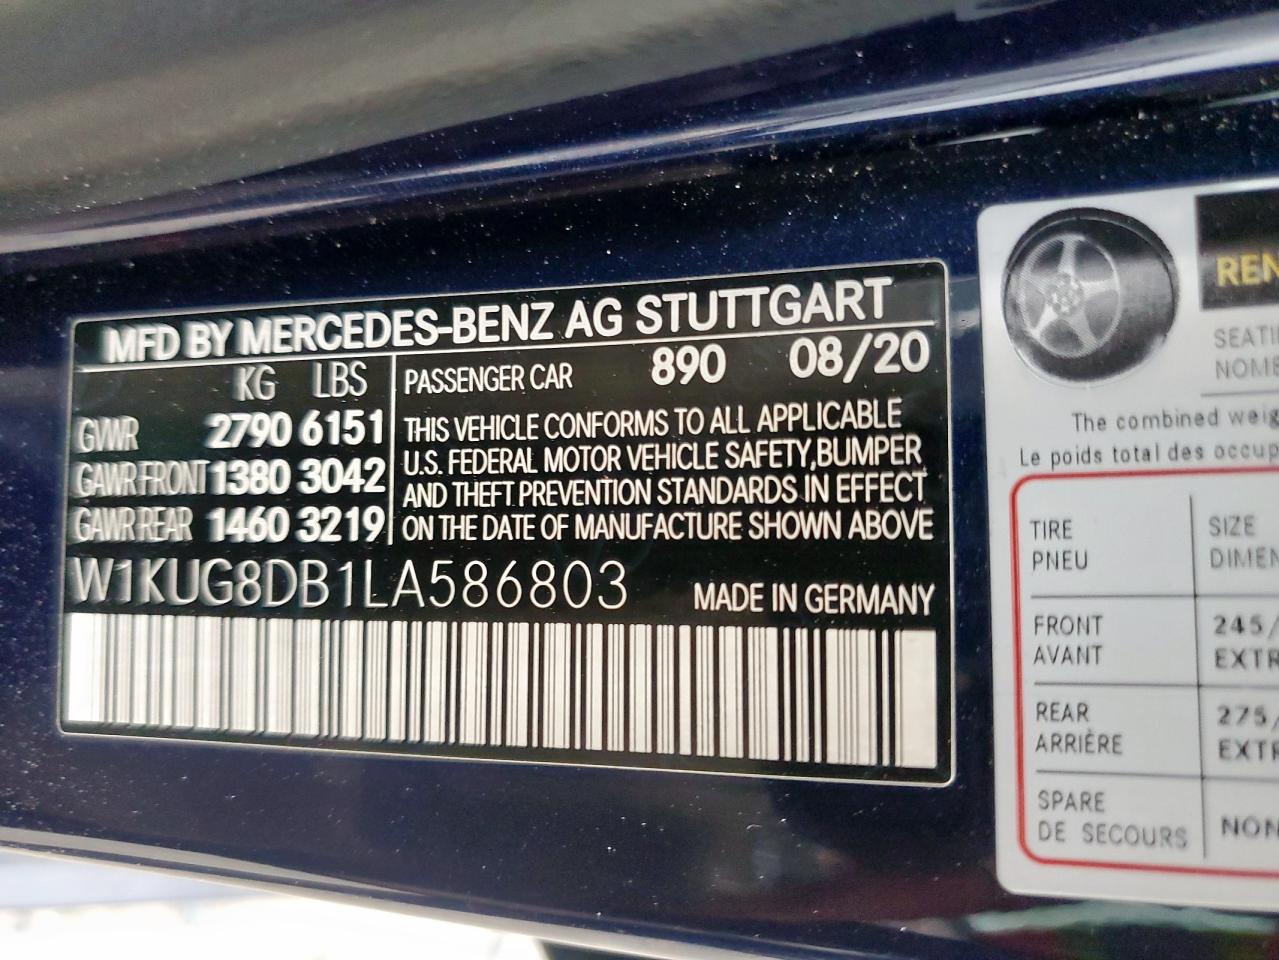 MFD BY MERCEDES-BENZ AG STUTTGART
KG LBS
GVWR 2790 6151
GAWR FRONT 1380 3042
GAWR REAR 1460 3219
PASSENGER CAR 890 08/20
THIS VEHICLE CONFORMS TO ALL APPLICABLE
U.S. FEDERAL MOTOR VEHICLE SAFETY,BUMPER
AND THEFT PREVENTION STANDARDS IN EFFECT
ON THE DATE OF MANUFACTURE SHOWN ABOVE
W1KUG8DB1LA586803
MADE IN GERMANY
The combined
Le poids total des
TIRE SIZE
PNEU
FRONT 245/
AVANT
REAR 275/
ARRIÈRE
SPARE
DE SECOURS